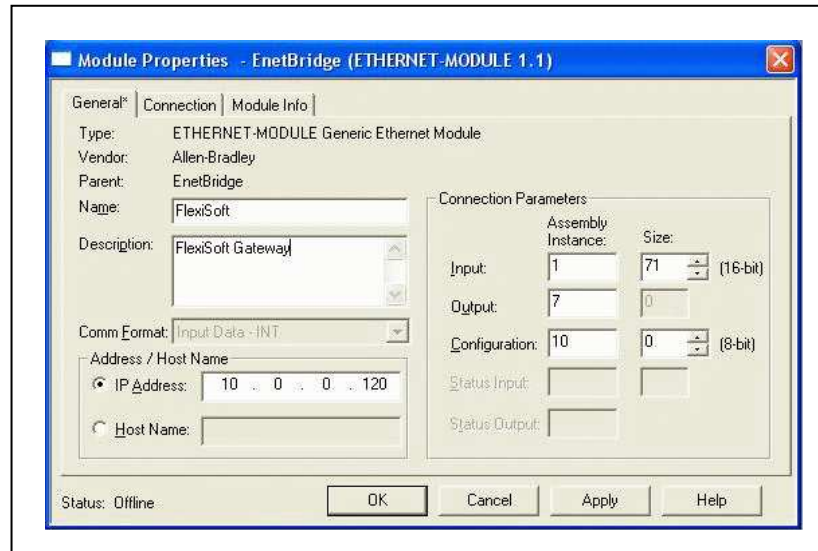 Module Properties - EnetBridge (ETHERNET-MODULE 1.1)
General* Connection Module Info
Type: ETHERNET-MODULE Generic Ethernet Module
Vendor: Allen-Bradley
Parent: EnetBridge
Name: FlexiSoft
Description: FlexiSoft Gateway
Comm Format: Input Data - INT
Address / Host Name
IP Address: 10 . 0 . 0 . 120
Host Name:
Connection Parameters
Assembly Instance: Size:
Input: 1 71 (16-bit)
Output: 7 0
Configuration: 10 0 (8-bit)
Status Input:
Status Output:
Status: Offline
OK Cancel Apply Help